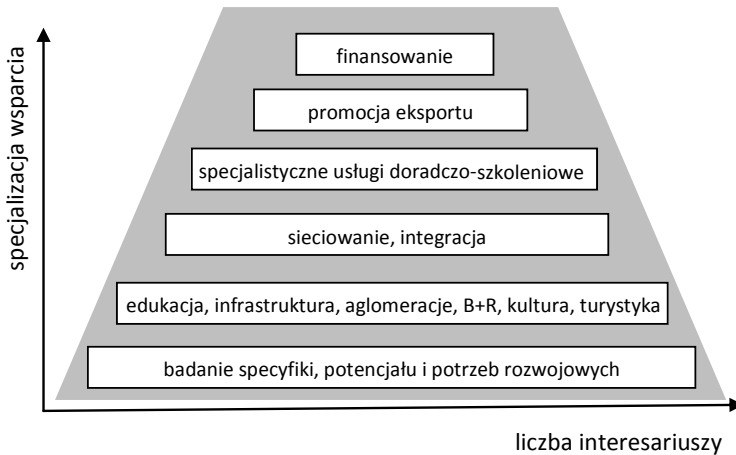 finansowanie
promocja eksportu
specjalistyczne usługi doradczo-szkoleniowe
sieciowanie, integracja
edukacja, infrastruktura, aglomeracje, B+R, kultura, turystyka
badanie specyfiki, potencjału i potrzeb rozwojowych
specjalizacja wsparcia
liczba interesariuszy